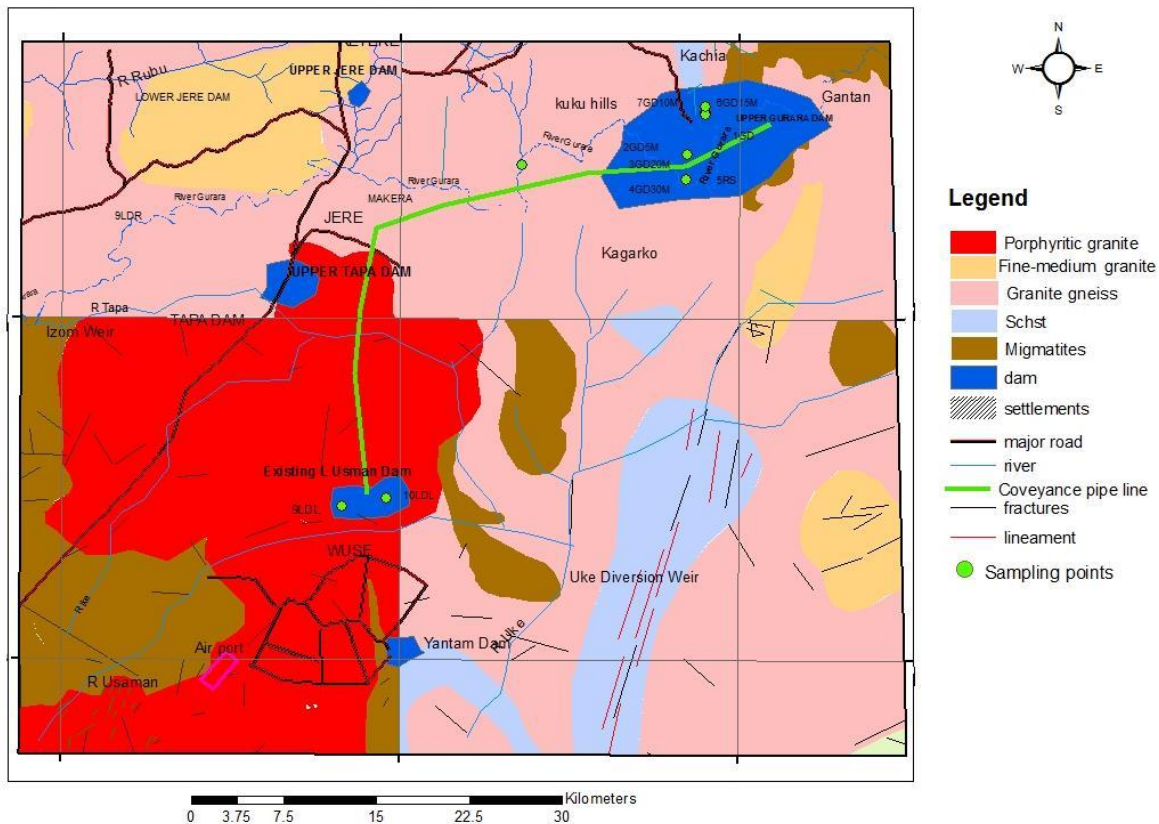 N
W E
S
ETERE
Kachia
R Rubu
UPPER JERE DAM
LOWER JERE DAM
kuku hills
7GD10M
6GD15M
Gantan
UPPER GURARA DAM
1GD
River Gurara
2GD5M
River Gurara
3GD20M
4GD30M
5RS
River Gurara
River Gurara
MAKERA
9LDR
JERE
Kagarko
UPPER TAPA DAM
R Tapa
TAPA DAM
Izom Weir
Existing L Usman Dam
10LDL
9LDL
WUSE
Uke Diversion Weir
R Uke
Yantam Dam
Air port
R Usaman
Legend
Porphyritic granite
Fine-medium granite
Granite gneiss
Schst
Migmatites
dam
settlements
major road
river
Coveyance pipe line
fractures
lineament
Sampling points
Kilometers
0 3.75 7.5 15 22.5 30